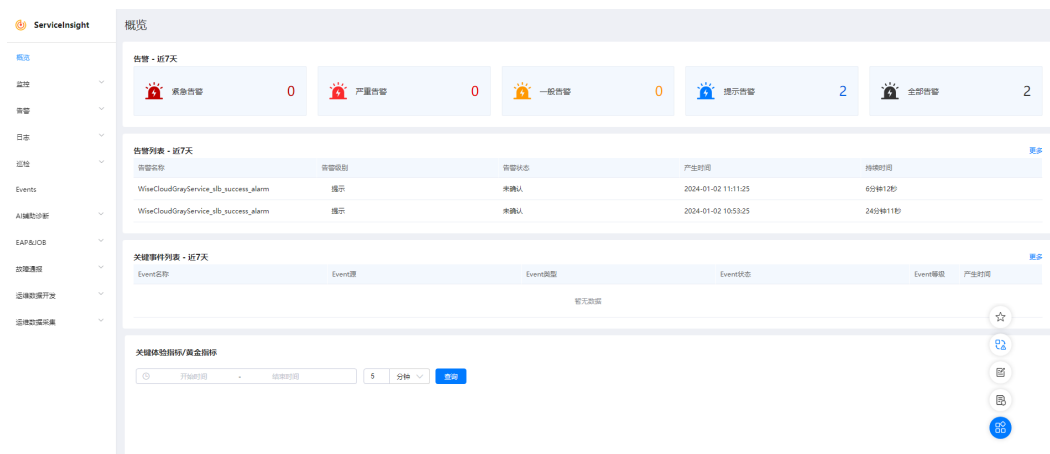 ServiceInsight
概览
概览
监控
告警
日志
巡检
Events
AI辅助诊断
EAP&JOB
故障通报
运维数据开发
运维数据采集
告警 - 近7天
紧急告警 0
严重告警 0
一般告警 0
提示告警 2
全部告警 2
告警列表 - 近7天 更多
告警名称 告警级别 告警状态 产生时间 持续时间
WiseCloudGrayService_slb_success_alarm 提示 未确认 2024-01-02 11:11:25 6分钟12秒
WiseCloudGrayService_slb_success_alarm 提示 未确认 2024-01-02 10:53:25 24分钟11秒
关键事件列表 - 近7天 更多
Event名称 Event源 Event类型 Event状态 Event等级 产生时间
暂无数据
关键体验指标/黄金指标
开始时间 - 结束时间 5 分钟 查询